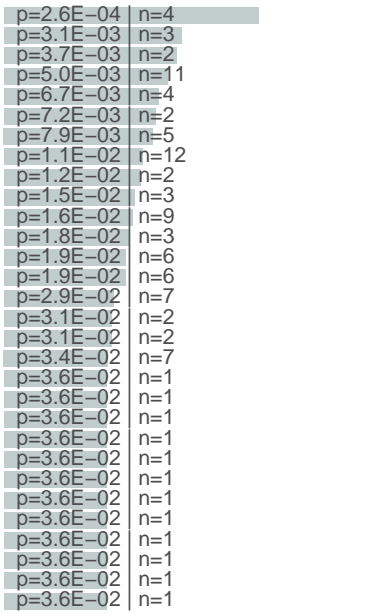 p=2.6E−04 | n=4
p=3.1E−03 | n=3
p=3.7E−03 | n=2
p=5.0E−03 | n=11
p=6.7E−03 | n=4
p=7.2E−03 | n=2
p=7.9E−03 | n=5
p=1.1E−02 | n=12
p=1.2E−02 | n=2
p=1.5E−02 | n=3
p=1.6E−02 | n=9
p=1.8E−02 | n=3
p=1.9E−02 | n=6
p=1.9E−02 | n=6
p=2.9E−02 | n=7
p=3.1E−02 | n=2
p=3.1E−02 | n=2
p=3.4E−02 | n=7
p=3.6E−02 | n=1
p=3.6E−02 | n=1
p=3.6E−02 | n=1
p=3.6E−02 | n=1
p=3.6E−02 | n=1
p=3.6E−02 | n=1
p=3.6E−02 | n=1
p=3.6E−02 | n=1
p=3.6E−02 | n=1
p=3.6E−02 | n=1
p=3.6E−02 | n=1
p=3.6E−02 | n=1